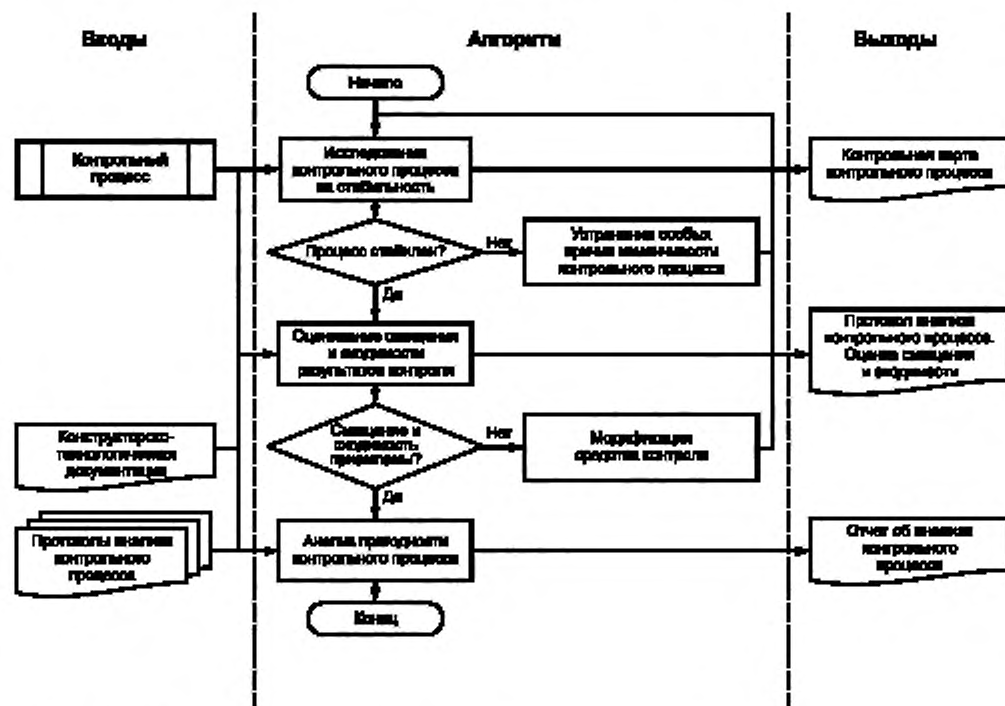 Входы
Алгоритм
Выходы
Начало
Контрольный
процесс
Исследование
контрольного процесса
на стабильность
Контрольная карта
контрольного процесса
Процесс стабилен?
Нет
Устранение особых
причин изменчивости
контрольного процесса
Да
Оценивание смещения
и сходимости
результатов контроля
Протокол анализа
контрольного процесса.
Оценка смещения
и сходимости
Конструкторско-
технологическая
документация
Смещение и
сходимость
приемлемы?
Нет
Модификация
средства контроля
Да
Протоколы анализа
контрольного
процесса
Анализ пригодности
контрольного процесса
Отчет об анализе
контрольного
процесса
Конец